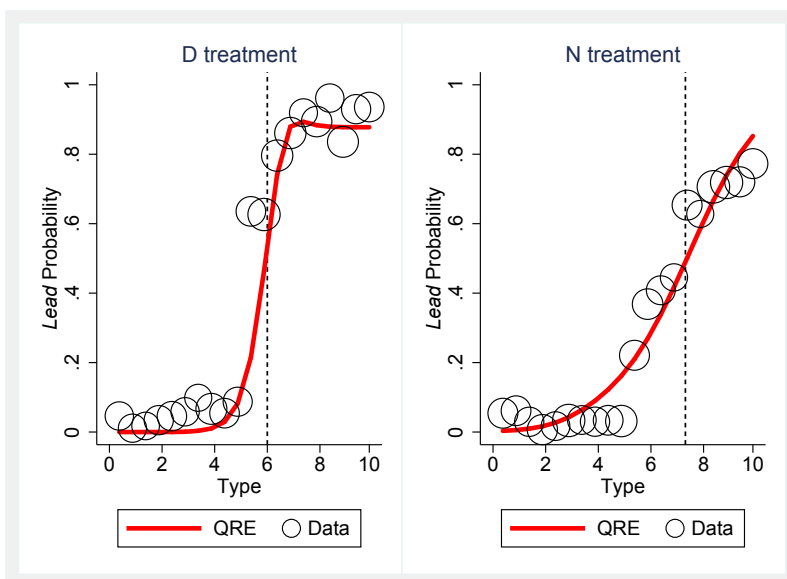 D treatment
Lead Probability
0 .2 .4 .6 .8 1
0 2 4 6 8 10
Type
QRE Data
N treatment
Lead Probability
0 .2 .4 .6 .8 1
0 2 4 6 8 10
Type
QRE Data